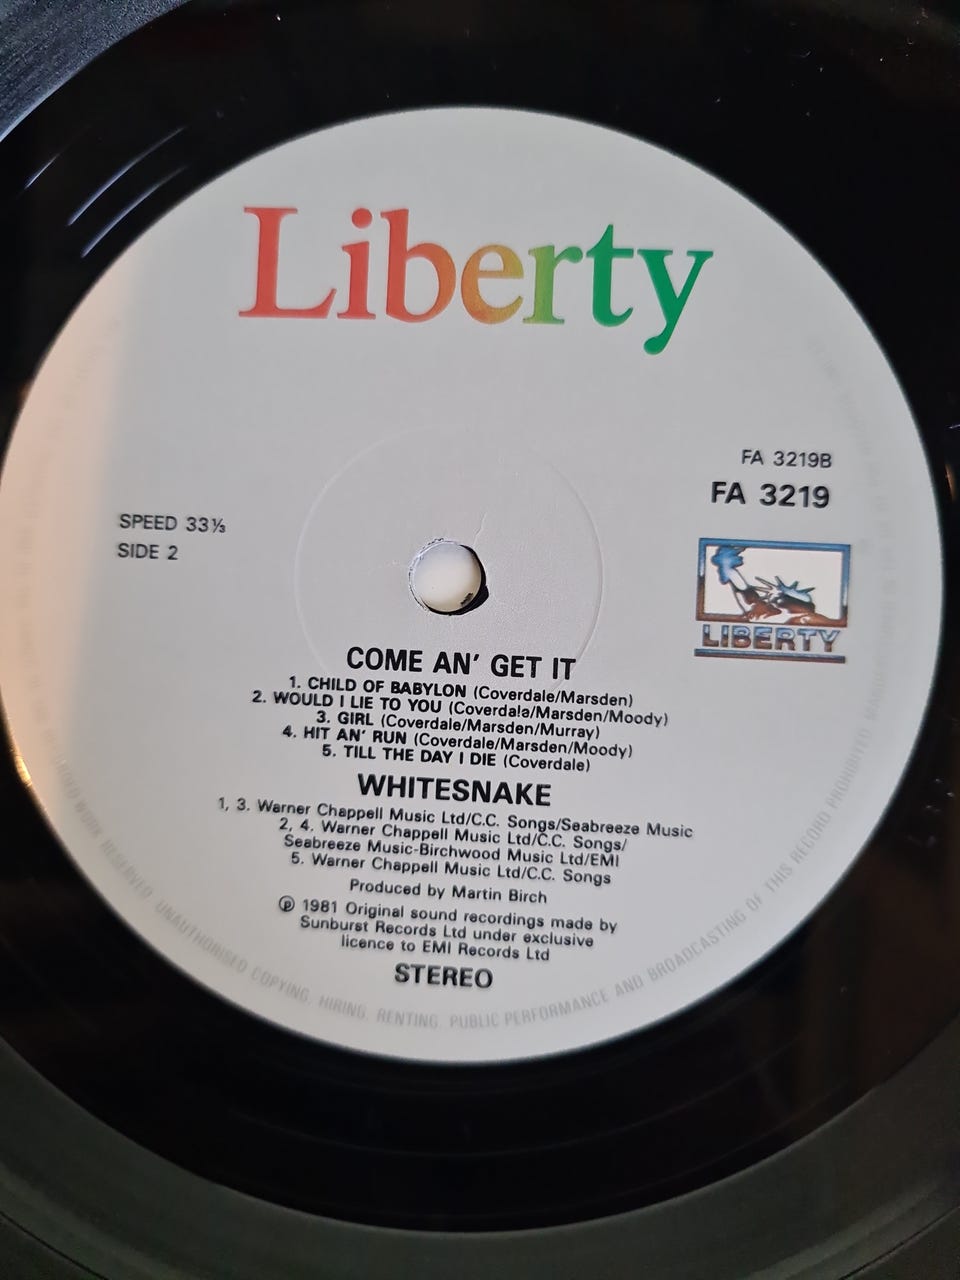 Liberty
FA 3219B
FA 3219
SPEED 33⅓
SIDE 2
LIBERTY
COME AN' GET IT
1. CHILD OF BABYLON (Coverdale/Marsden)
2. WOULD I LIE TO YOU (Coverdale/Marsden/Moody)
3. GIRL (Coverdale/Marsden/Murray)
4. HIT AN' RUN (Coverdale/Marsden/Moody)
5. TILL THE DAY I DIE (Coverdale)
WHITESNAKE
1, 3. Warner Chappell Music Ltd/C.C. Songs/Seabreeze Music
2, 4. Warner Chappell Music Ltd/C.C. Songs/
Seabreeze Music-Birchwood Music Ltd/EMI
5. Warner Chappell Music Ltd/C.C. Songs
Produced by Martin Birch
℗ 1981 Original sound recordings made by
Sunburst Records Ltd under exclusive
licence to EMI Records Ltd
STEREO
WORK RESERVED UNAUTHORISED COPYING, HIRING, RENTING, PUBLIC PERFORMANCE AND BROADCASTING OF THIS RECORD PROHIBITED